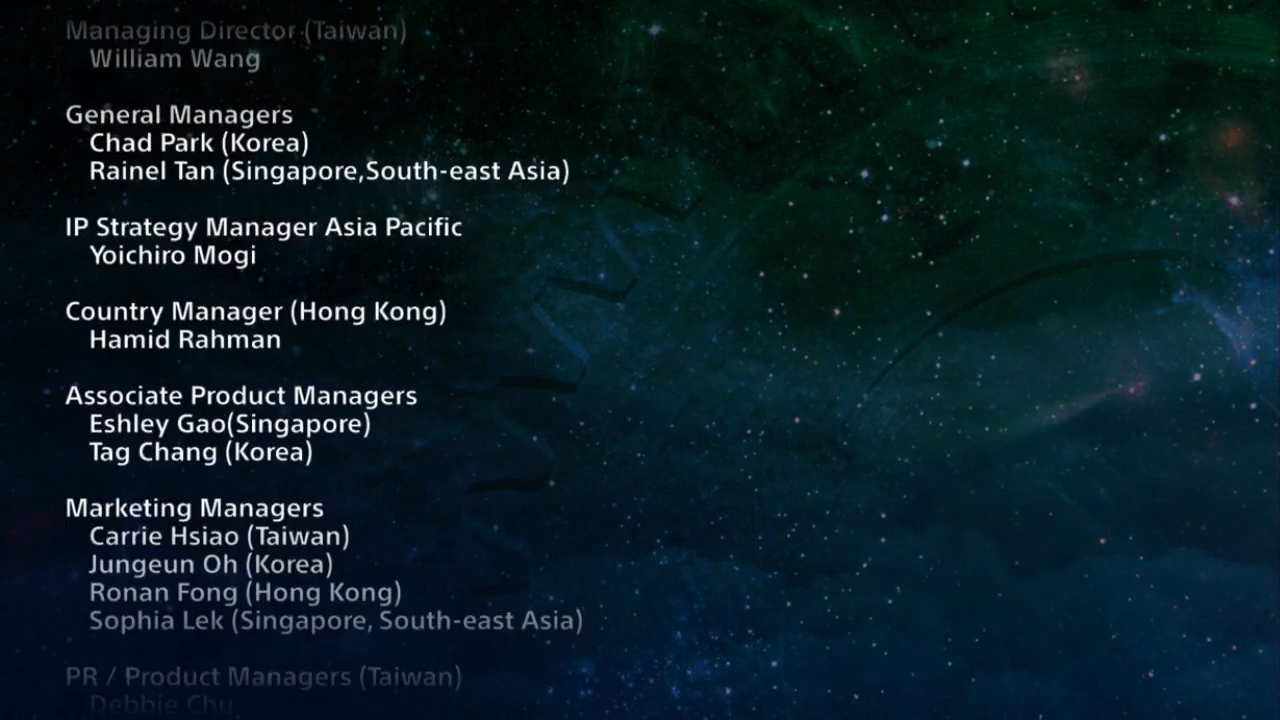 Managing Director (Taiwan)
William Wang
General Managers
Chad Park (Korea)
Rainel Tan (Singapore,South-east Asia)
IP Strategy Manager Asia Pacific
Yoichiro Mogi
Country Manager (Hong Kong)
Hamid Rahman
Associate Product Managers
Eshley Gao(Singapore)
Tag Chang (Korea)
Marketing Managers
Carrie Hsiao (Taiwan)
Jungeun Oh (Korea)
Ronan Fong (Hong Kong)
Sophia Lek (Singapore, South-east Asia)
PR / Product Managers (Taiwan)
Debbie Chu